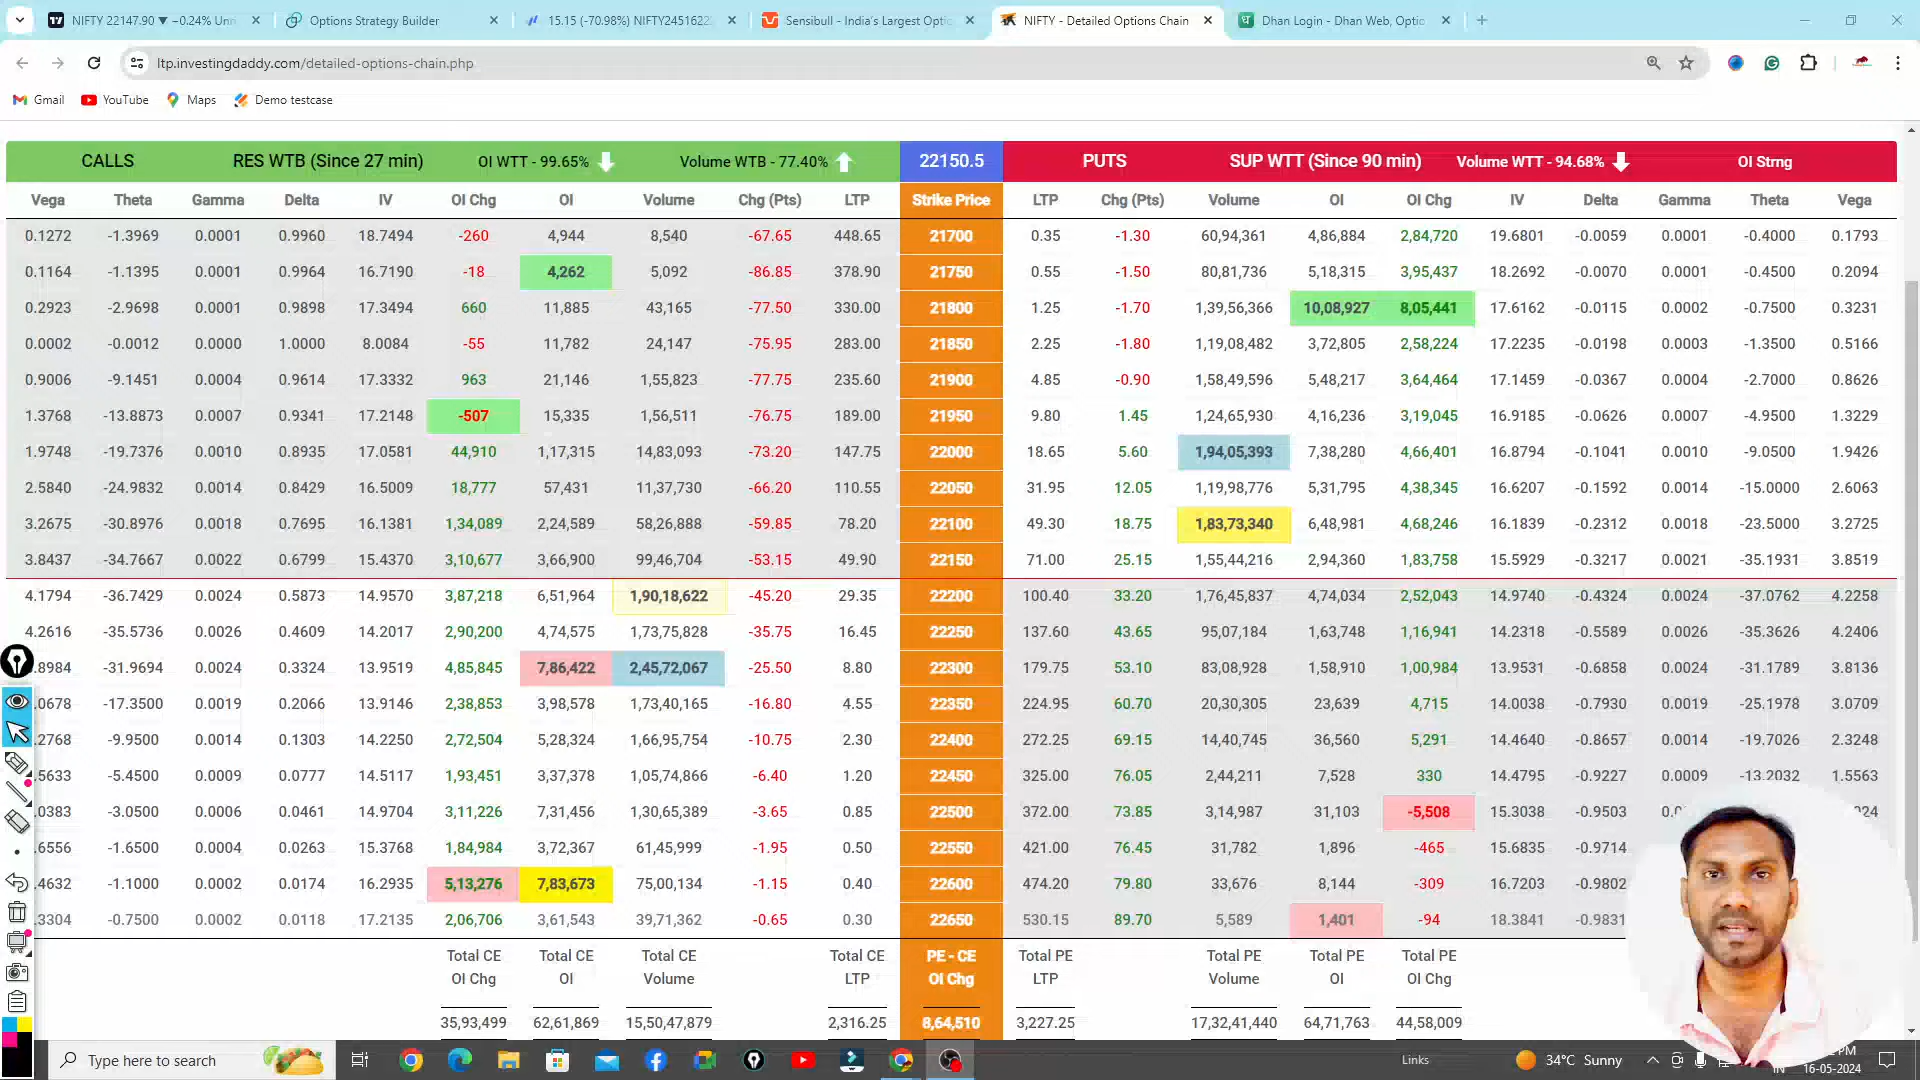 NIFTY 22147.90 ▼ −0.24% Un
Options Strategy Builder
15.15 (-70.98%) NIFTY2451622
Sensibull - India's Largest Optio
NIFTY - Detailed Options Chain
Dhan Login - Dhan Web, Optio
ltp.investingdaddy.com/detailed-options-chain.php
Gmail YouTube Maps Demo testcase
CALLS RES WTB (Since 27 min) OI WTT - 99.65% Volume WTB - 77.40% 22150.5 PUTS SUP WTT (Since 90 min) Volume WTT - 94.68% OI Strng
Vega Theta Gamma Delta IV OI Chg OI Volume Chg (Pts) LTP Strike Price LTP Chg (Pts) Volume OI OI Chg IV Delta Gamma Theta Vega
0.1272 -1.3969 0.0001 0.9960 18.7494 -260 4,944 8,540 -67.65 448.65 21700 0.35 -1.30 60,94,361 4,86,884 2,84,720 19.6801 -0.0059 0.0001 -0.4000 0.1793
0.1164 -1.1395 0.0001 0.9964 16.7190 -18 4,262 5,092 -86.85 378.90 21750 0.55 -1.50 80,81,736 5,18,315 3,95,437 18.2692 -0.0070 0.0001 -0.4500 0.2094
0.2923 -2.9698 0.0001 0.9898 17.3494 660 11,885 43,165 -77.50 330.00 21800 1.25 -1.70 1,39,56,366 10,08,927 8,05,441 17.6162 -0.0115 0.0002 -0.7500 0.3231
0.0002 -0.0012 0.0000 1.0000 8.0084 -55 11,782 24,147 -75.95 283.00 21850 2.25 -1.80 1,19,08,482 3,72,805 2,58,224 17.2235 -0.0198 0.0003 -1.3500 0.5166
0.9006 -9.1451 0.0004 0.9614 17.3332 963 21,146 1,55,823 -77.75 235.60 21900 4.85 -0.90 1,58,49,596 5,48,217 3,64,464 17.1459 -0.0367 0.0004 -2.7000 0.8626
1.3768 -13.8873 0.0007 0.9341 17.2148 -507 15,335 1,56,511 -76.75 189.00 21950 9.80 1.45 1,24,65,930 4,16,236 3,19,045 16.9185 -0.0626 0.0007 -4.9500 1.3229
1.9748 -19.7376 0.0010 0.8935 17.0581 44,910 1,17,315 14,83,093 -73.20 147.75 22000 18.65 5.60 1,94,05,393 7,38,280 4,66,401 16.8794 -0.1041 0.0010 -9.0500 1.9426
2.5840 -24.9832 0.0014 0.8429 16.5009 18,777 57,431 11,37,730 -66.20 110.55 22050 31.95 12.05 1,19,98,776 5,31,795 4,38,345 16.6207 -0.1592 0.0014 -15.0000 2.6063
3.2675 -30.8976 0.0018 0.7695 16.1381 1,34,089 2,24,589 58,26,888 -59.85 78.20 22100 49.30 18.75 1,83,73,340 6,48,981 4,68,246 16.1839 -0.2312 0.0018 -23.5000 3.2725
3.8437 -34.7667 0.0022 0.6799 15.4370 3,10,677 3,66,900 99,46,704 -53.15 49.90 22150 71.00 25.15 1,55,44,216 2,94,360 1,83,758 15.5929 -0.3217 0.0021 -35.1931 3.8519
4.1794 -36.7429 0.0024 0.5873 14.9570 3,87,218 6,51,964 1,90,18,622 -45.20 29.35 22200 100.40 33.20 1,76,45,837 4,74,034 2,52,043 14.9740 -0.4324 0.0024 -37.0762 4.2258
4.2616 -35.5736 0.0026 0.4609 14.2017 2,90,200 4,74,575 1,73,75,828 -35.75 16.45 22250 137.60 43.65 95,07,184 1,63,748 1,16,941 14.2318 -0.5589 0.0026 -35.3626 4.2406
.8984 -31.9694 0.0024 0.3324 13.9519 4,85,845 7,86,422 2,45,72,067 -25.50 8.80 22300 179.75 53.10 83,08,928 1,58,910 1,00,984 13.9531 -0.6858 0.0024 -31.1789 3.8136
.0678 -17.3500 0.0019 0.2066 13.9146 2,38,853 3,98,578 1,73,40,165 -16.80 4.55 22350 224.95 60.70 20,30,305 23,639 4,715 14.0038 -0.7930 0.0019 -25.1978 3.0709
.2768 -9.9500 0.0014 0.1303 14.2250 2,72,504 5,28,324 1,66,95,754 -10.75 2.30 22400 272.25 69.15 14,40,745 36,560 5,291 14.4640 -0.8657 0.0014 -19.7026 2.3248
.5633 -5.4500 0.0009 0.0777 14.5117 1,93,451 3,37,378 1,05,74,866 -6.40 1.20 22450 325.00 76.05 2,44,211 7,528 330 14.4795 -0.9227 0.0009 -13.2032 1.5563
.0383 -3.0500 0.0006 0.0461 14.9704 3,11,226 7,31,456 1,30,65,389 -3.65 0.85 22500 372.00 73.85 3,14,987 31,103 -5,508 15.3038 -0.9503 024
.6556 -1.6500 0.0004 0.0263 15.3768 1,84,984 3,72,367 61,45,999 -1.95 0.50 22550 421.00 76.45 31,782 1,896 -465 15.6835 -0.9714
.4632 -1.1000 0.0002 0.0174 16.2935 5,13,276 7,83,673 75,00,134 -1.15 0.40 22600 474.20 79.80 33,676 8,144 -309 16.7203 -0.9802
.3304 -0.7500 0.0002 0.0118 17.2135 2,06,706 3,61,543 39,71,362 -0.65 0.30 22650 530.15 89.70 5,589 1,401 -94 18.3841 -0.9831
Total CE Total CE Total CE Total CE PE - CE Total PE Total PE Total PE Total PE
OI Chg OI Volume LTP OI Chg LTP Volume OI OI Chg
35,93,499 62,61,869 15,50,47,879 2,316.25 8,64,510 3,227.25 17,32,41,440 64,71,763 44,58,009
Type here to search Links 34°C Sunny PM
16-05-2024